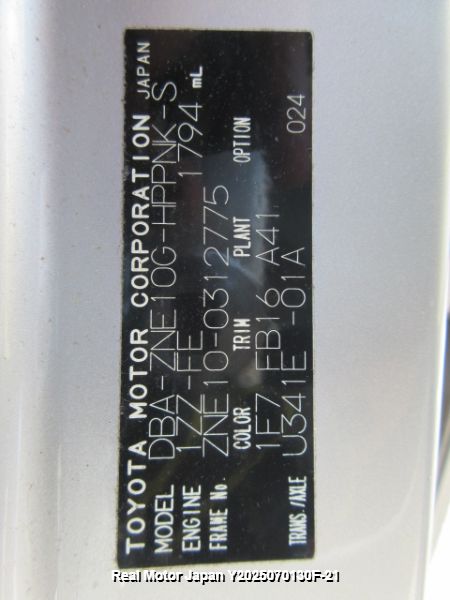 TOYOTA MOTOR CORPORATION JAPAN
MODEL DBA-ZNE10G-HPPNK-S
ENGINE 1ZZ-FE 1794 mL
FRAME No. ZNE10-0312775
COLOR TRIM PLANT OPTION
1F7 FB16 A41 024
TRANS./AXLE U341E -01A
Real Motor Japan Y2025070130F-21